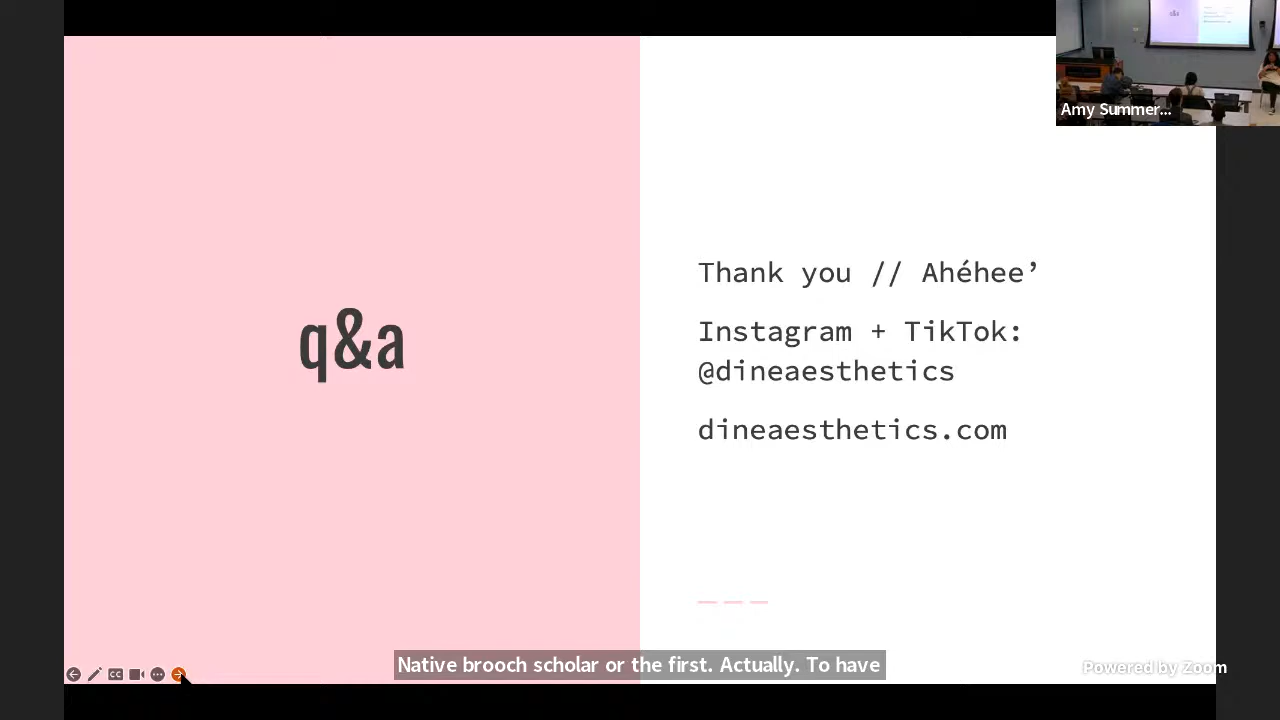 q&a
Thank you // Ahéhee’
Instagram + TikTok:
@dineaesthetics
dineaesthetics.com
Amy Summer...
Native brooch scholar or the first. Actually. To have
Powered by Zoom